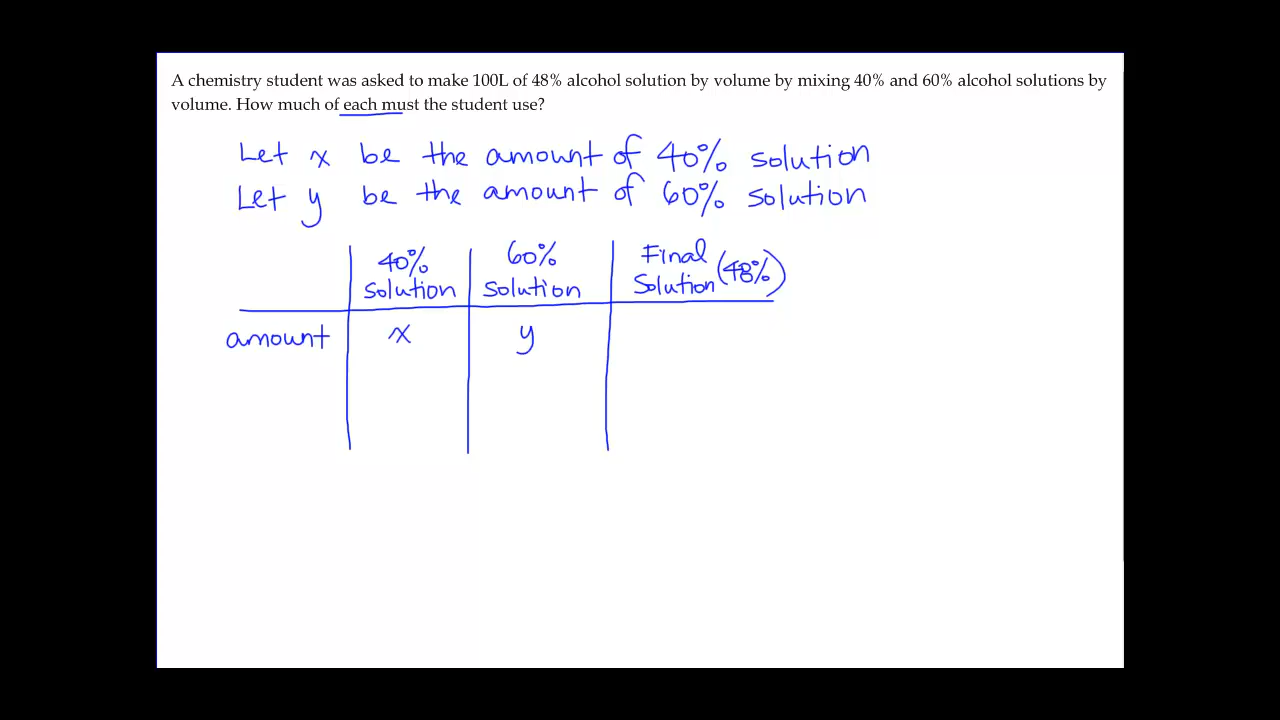 A chemistry student was asked to make 100L of 48% alcohol solution by volume by mixing 40% and 60% alcohol solutions by
volume. How much of each must the student use?
Let x be the amount of 40% solution
Let y be the amount of 60% solution
40% solution
60% solution
Final Solution (48%)
amount x y